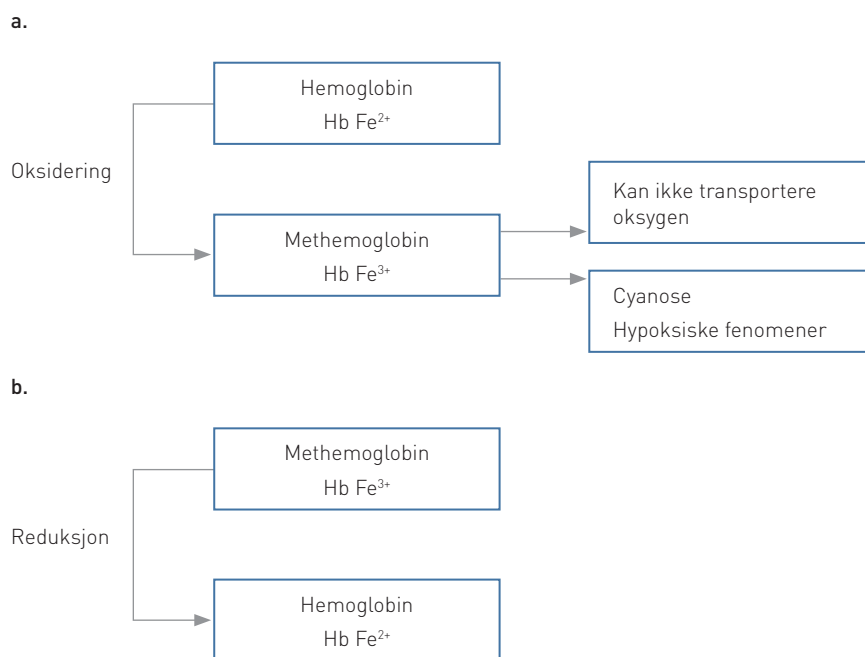 a.
Hemoglobin
Hb Fe²⁺
Oksidering
Methemoglobin
Hb Fe³⁺
Kan ikke transportere
oksygen
Cyanose
Hypoksiske fenomener
b.
Methemoglobin
Hb Fe³⁺
Reduksjon
Hemoglobin
Hb Fe²⁺